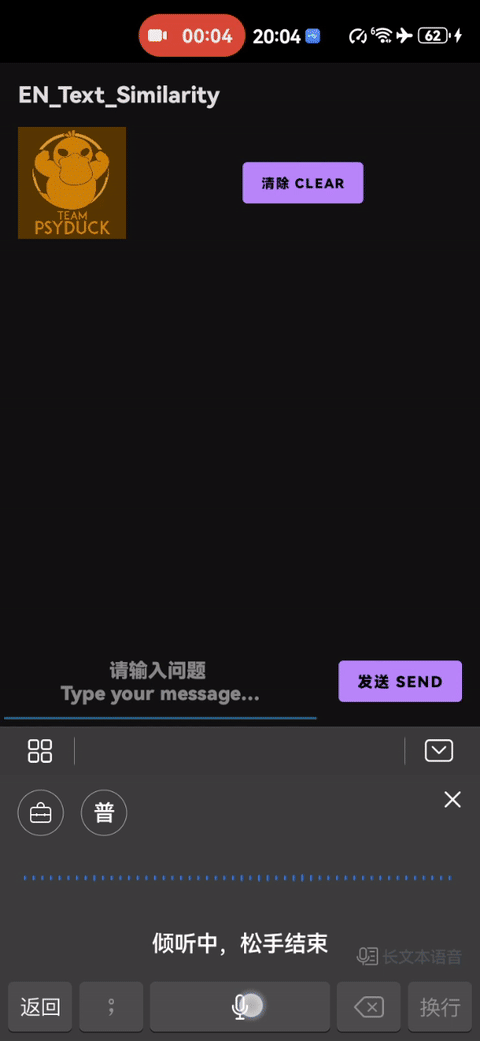 00:04 20:04 6 62
EN_Text_Similarity
TEAM
PSYDUCK
清除 CLEAR
请输入问题
Type your message...
发送 SEND
普
倾听中，松手结束
长文本语音
返回 ； 换行